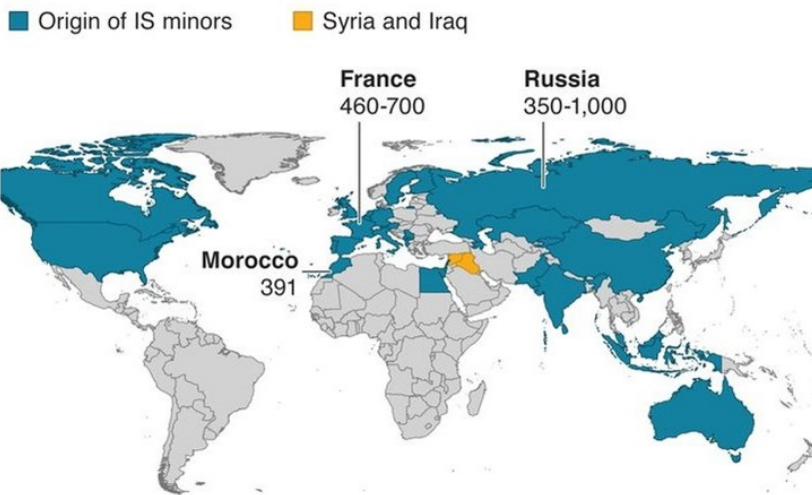 Origin of IS minors
Syria and Iraq
France
460-700
Russia
350-1,000
Morocco
391